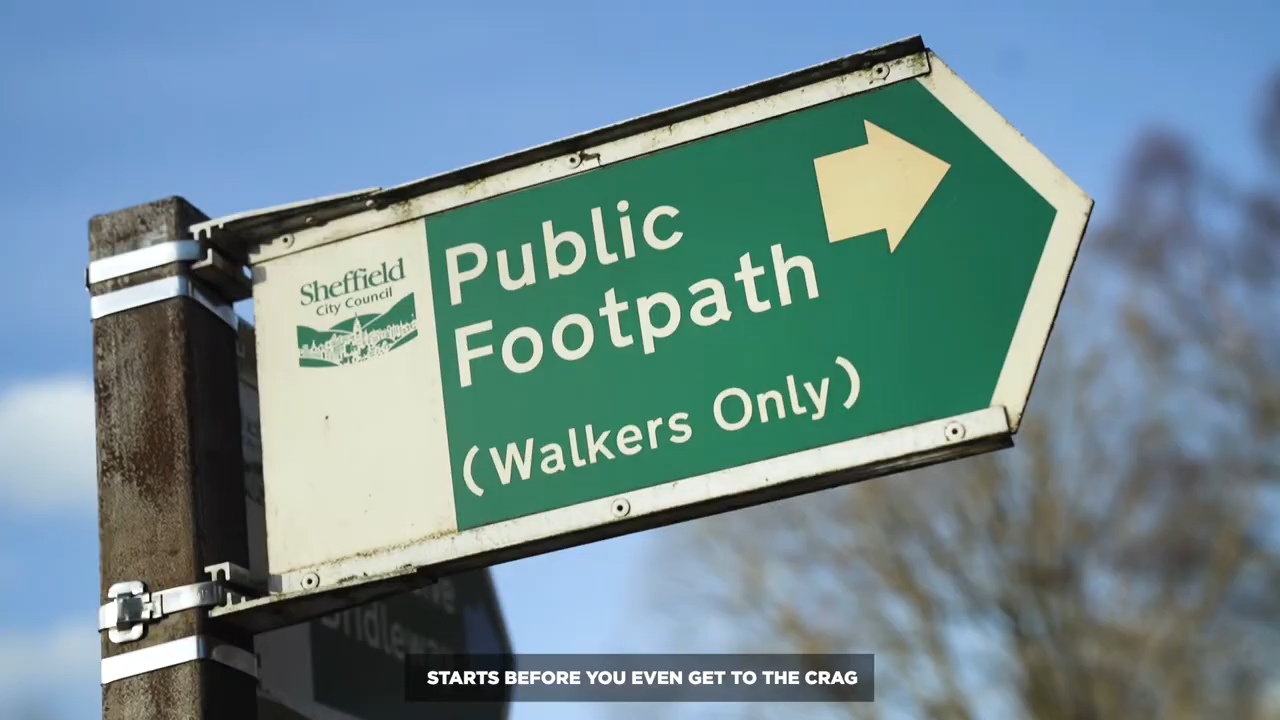 Sheffield
City Council
Public
Footpath
(Walkers Only)
STARTS BEFORE YOU EVEN GET TO THE CRAG